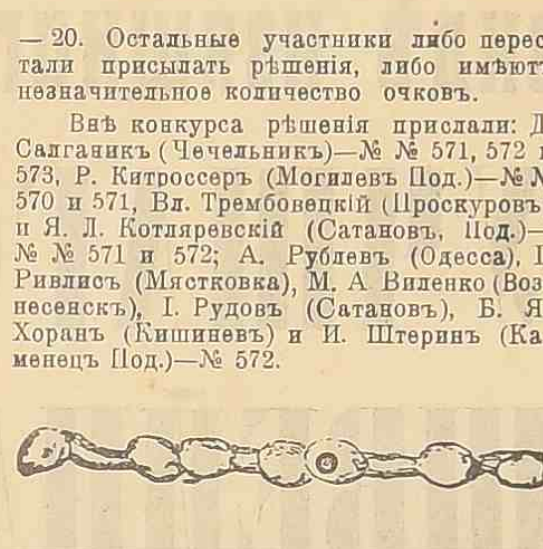 — 20. Остальные участники либо перес
тали присылать рѣшенія, либо имѣютъ
незначительное количество очковъ.
Внѣ конкурса рѣшенія прислали: Д
Салганикъ (Чечельникъ)—№ № 571, 572
573, Р. Китроссеръ (Могилевъ Под.)—№ №
570 и 571, Вл. Трембовецкій (Проскуровъ
и Я. Л. Котляревскій (Сатановъ, Под.)—
№ № 571 и 572; А. Рублевъ (Одесса), І
Ривлисъ (Мястковка), М. А Виленко (Воз
несенскъ), І. Рудовъ (Сатановъ), Б. Я
Хоранъ (Кишиневъ) и И. Штеринъ (Ка
менецъ Под.)—№ 572.